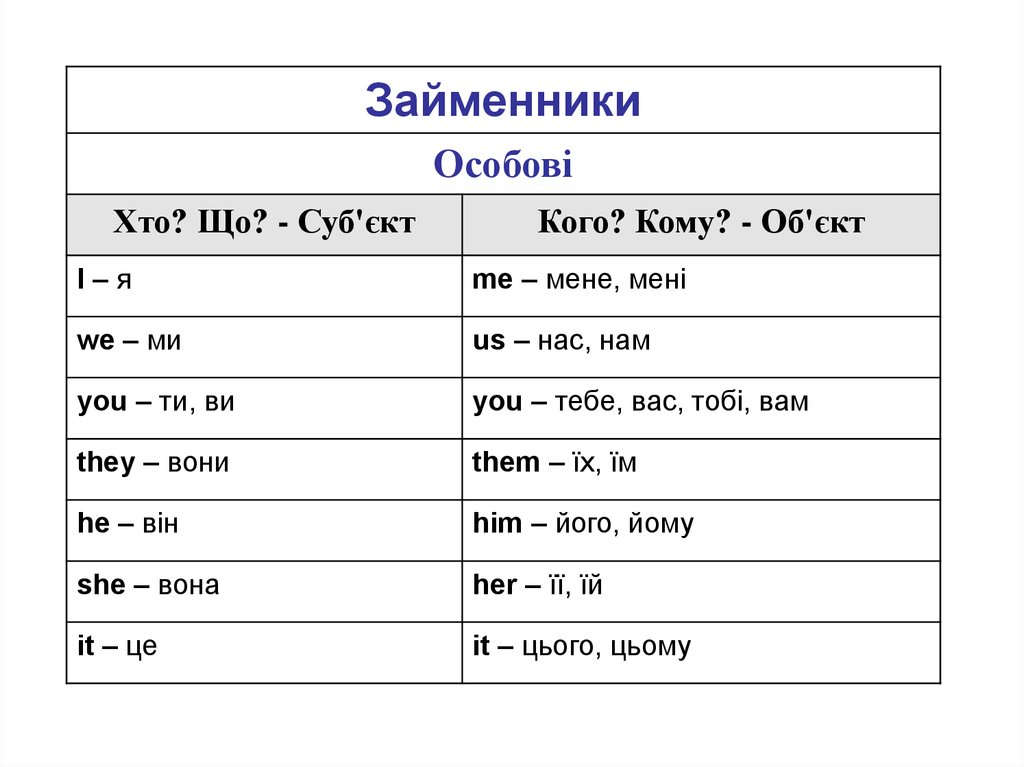 Займенники
Особові
Хто? Що? - Суб'єкт
Кого? Кому? - Об'єкт
I – я
me – мене, мені
we – ми
us – нас, нам
you – ти, ви
you – тебе, вас, тобі, вам
they – вони
them – їх, їм
he – він
him – його, йому
she – вона
her – її, їй
it – це
it – цього, цьому